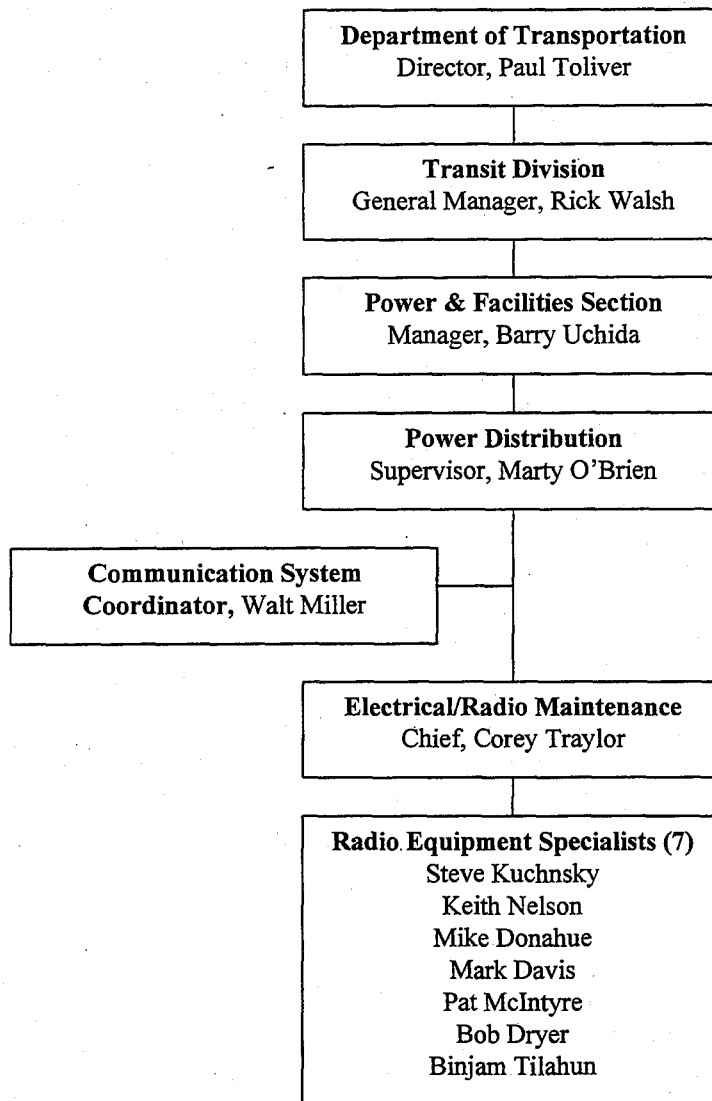 Department of Transportation
Director, Paul Toliver
Transit Division
General Manager, Rick Walsh
Power & Facilities Section
Manager, Barry Uchida
Power Distribution
Supervisor, Marty O'Brien
Communication System
Coordinator, Walt Miller
Electrical/Radio Maintenance
Chief, Corey Traylor
Radio Equipment Specialists (7)
Steve Kuchnsky
Keith Nelson
Mike Donahue
Mark Davis
Pat McIntyre
Bob Dryer
Binjam Tilahun